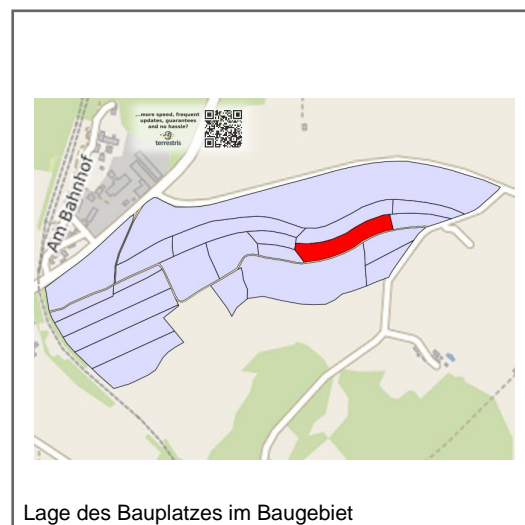 ...more speed, frequent
updates, guarantees
and no hassle?
terrestris
Am Bahnhof
Lage des Bauplatzes im Baugebiet